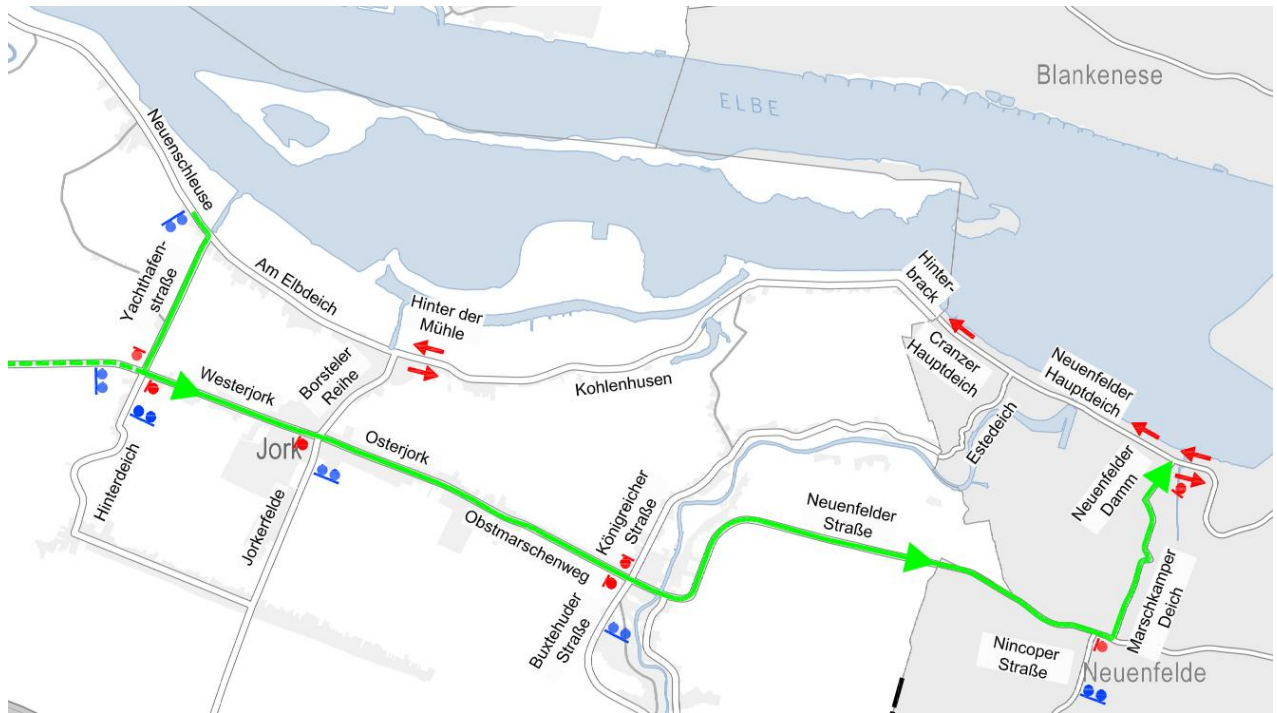 Blankenese
ELBE
Neuenschleuse
Yachthafen-
straße
Am Elbdeich
Hinter der
Mühle
Hinter-
brack
Cranzer
Hauptdeich
Neuenfelder
Hauptdeich
Westerjork
Borsteler
Reihe
Kohlenhusen
Estedeich
Neuenfelder
Damm
Jork
Osterjork
Hinterdeich
Jorkerfelde
Obstmarschenweg
Königreicher
Straße
Neuenfelder
Straße
Buxtehuder
Straße
Marschkamper
Deich
Nincoper
Straße
Neuenfelde